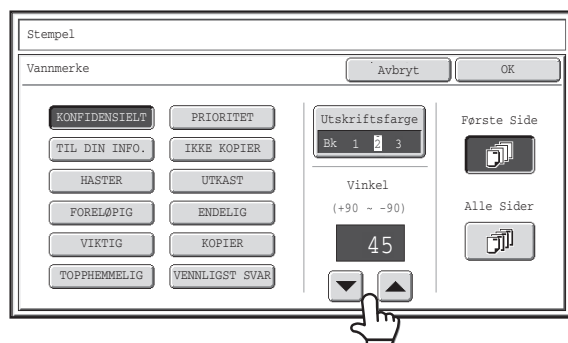 Stempel
Vannmerke
Avbryt
OK
KONFIDENSIELT
PRIORITET
TIL DIN INFO.
IKKE KOPIER
HASTER
UTKAST
FORELØPIG
ENDELIG
VIKTIG
KOPIER
TOPPHEMMELIG
VENNLIGST SVAR
Utskriftsfarge
Bk 1 2 3
Vinkel
(+90 ~ -90)
45
Første Side
Alle Sider